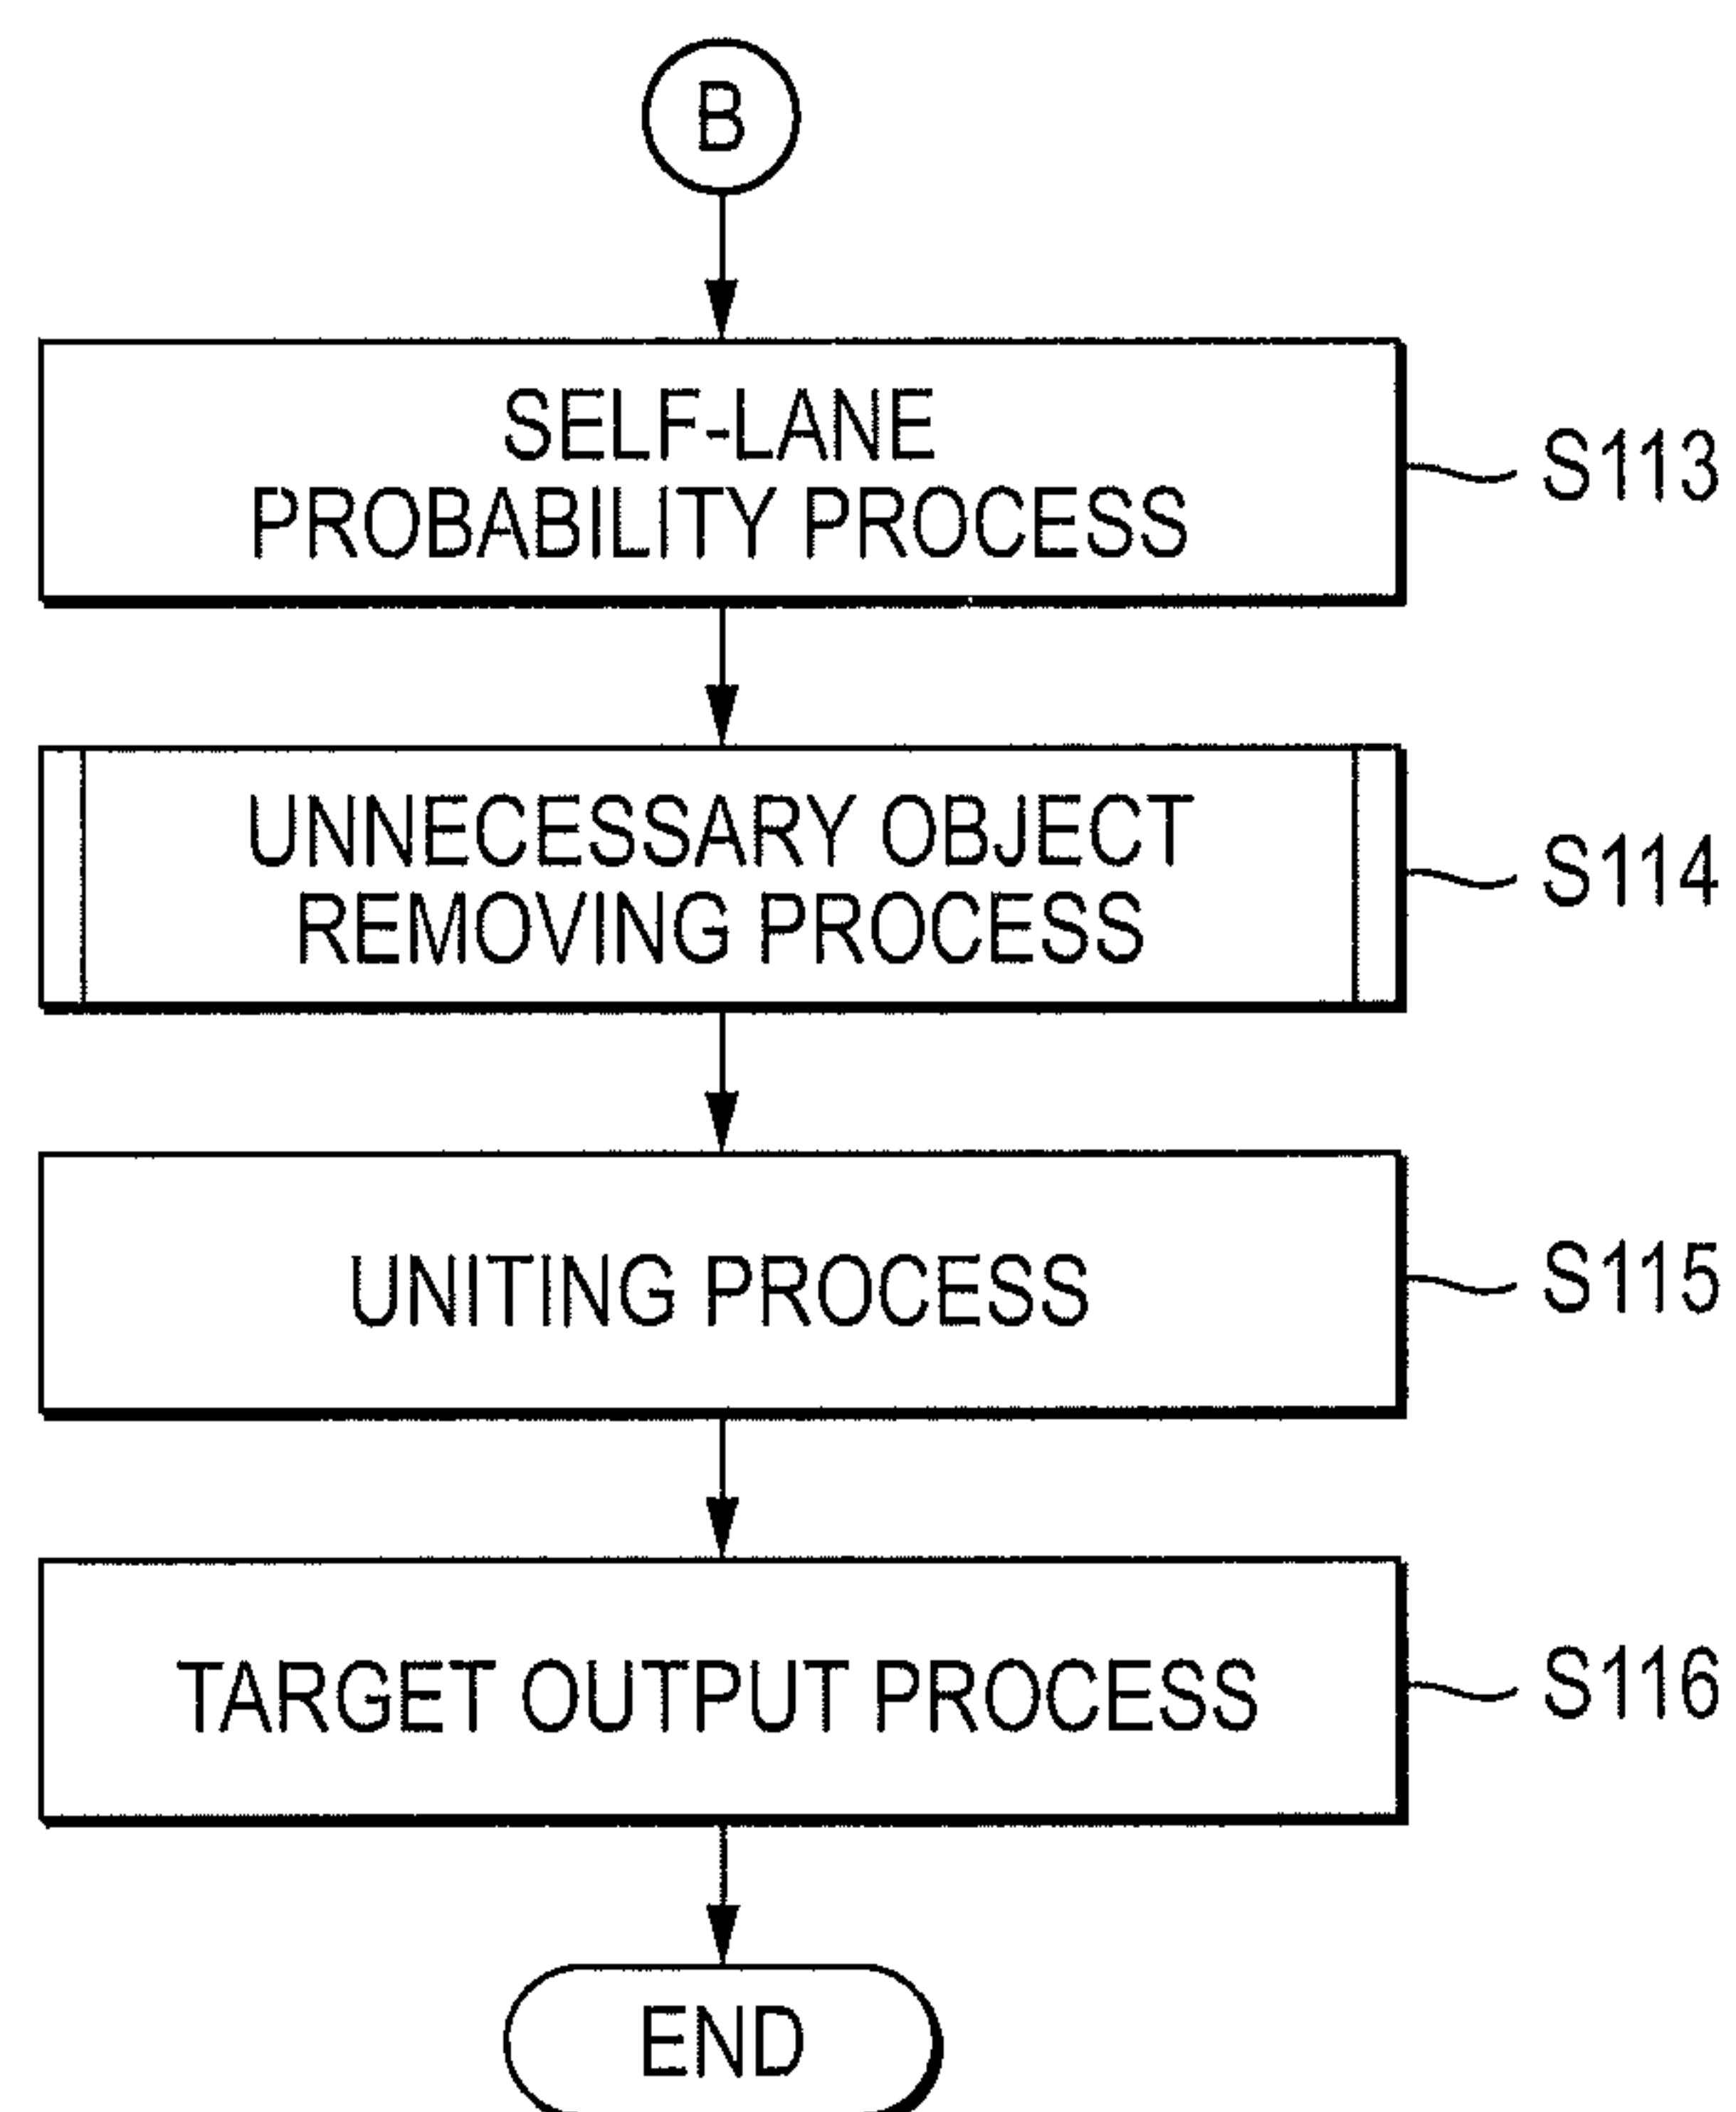 B
SELF-LANE
PROBABILITY PROCESS
S113
UNNECESSARY OBJECT
REMOVING PROCESS
S114
UNITING PROCESS
S115
TARGET OUTPUT PROCESS
S116
END